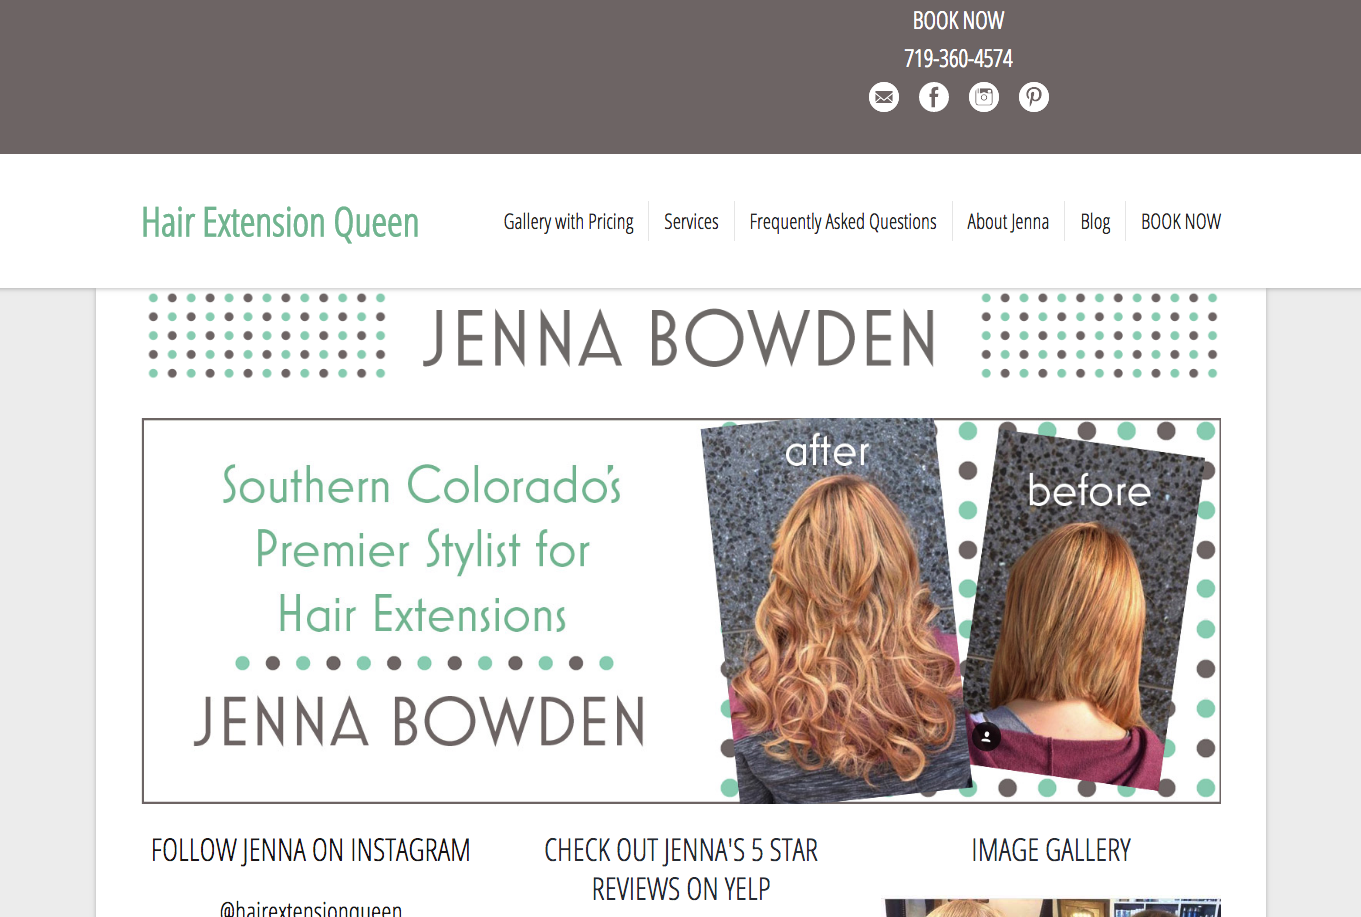 BOOK NOW
719-360-4574
Hair Extension Queen
Gallery with Pricing
Services
Frequently Asked Questions
About Jenna
Blog
BOOK NOW
JENNA BOWDEN
Southern Colorado's
Premier Stylist for
Hair Extensions
JENNA BOWDEN
after
before
FOLLOW JENNA ON INSTAGRAM
@hairextensionqueen
CHECK OUT JENNA'S 5 STAR
REVIEWS ON YELP
IMAGE GALLERY